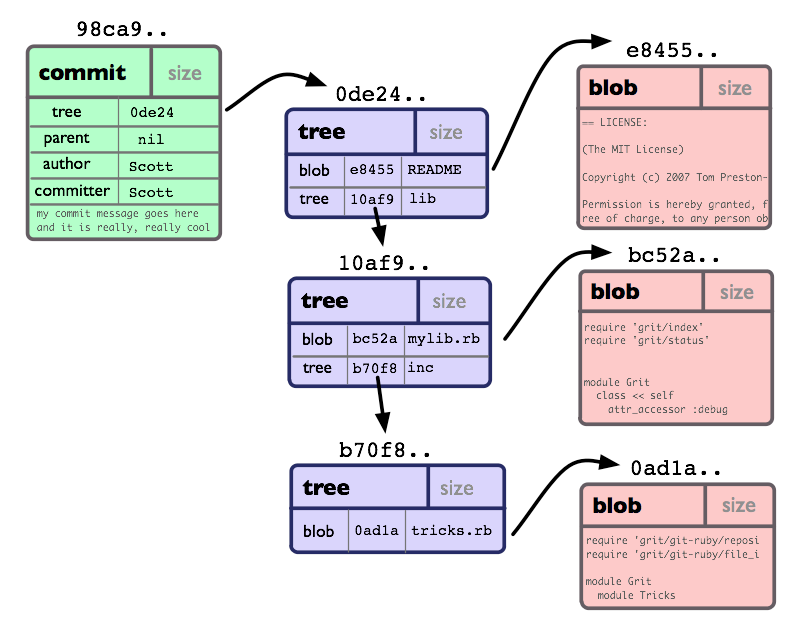 98ca9..
commit size
tree 0de24
parent nil
author Scott
committer Scott
my commit message goes here
and it is really, really cool
0de24..
tree size
blob e8455 README
tree 10af9 lib
10af9..
tree size
blob bc52a mylib.rb
tree b70f8 inc
b70f8..
tree size
blob 0ad1a tricks.rb
e8455..
blob size
== LICENSE:
(The MIT License)
Copyright (c) 2007 Tom Preston-
Permission is hereby granted, f
ree of charge, to any person ob
bc52a..
blob size
require 'grit/index'
require 'grit/status'
module Grit
class << self
attr_accessor :debug
0ad1a..
blob size
require 'grit/git-ruby/reposi
require 'grit/git-ruby/file_i
module Grit
module Tricks